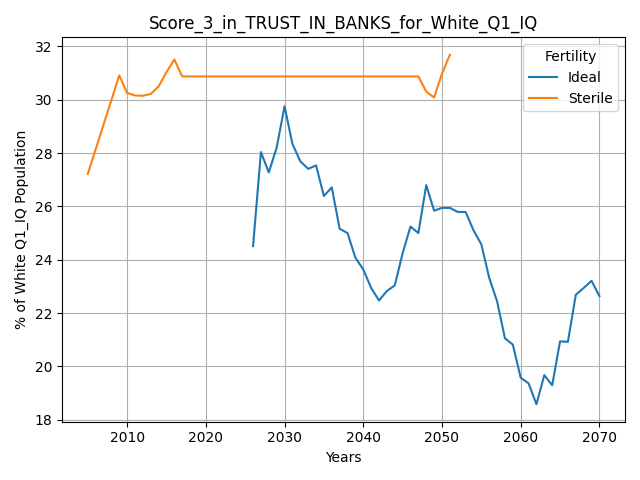 Score_3_in_TRUST_IN_BANKS_for_White_Q1_IQ
Fertility
Ideal
Sterile
% of White Q1_IQ Population
32
30
28
26
24
22
20
18
2010 2020 2030 2040 2050 2060 2070
Years